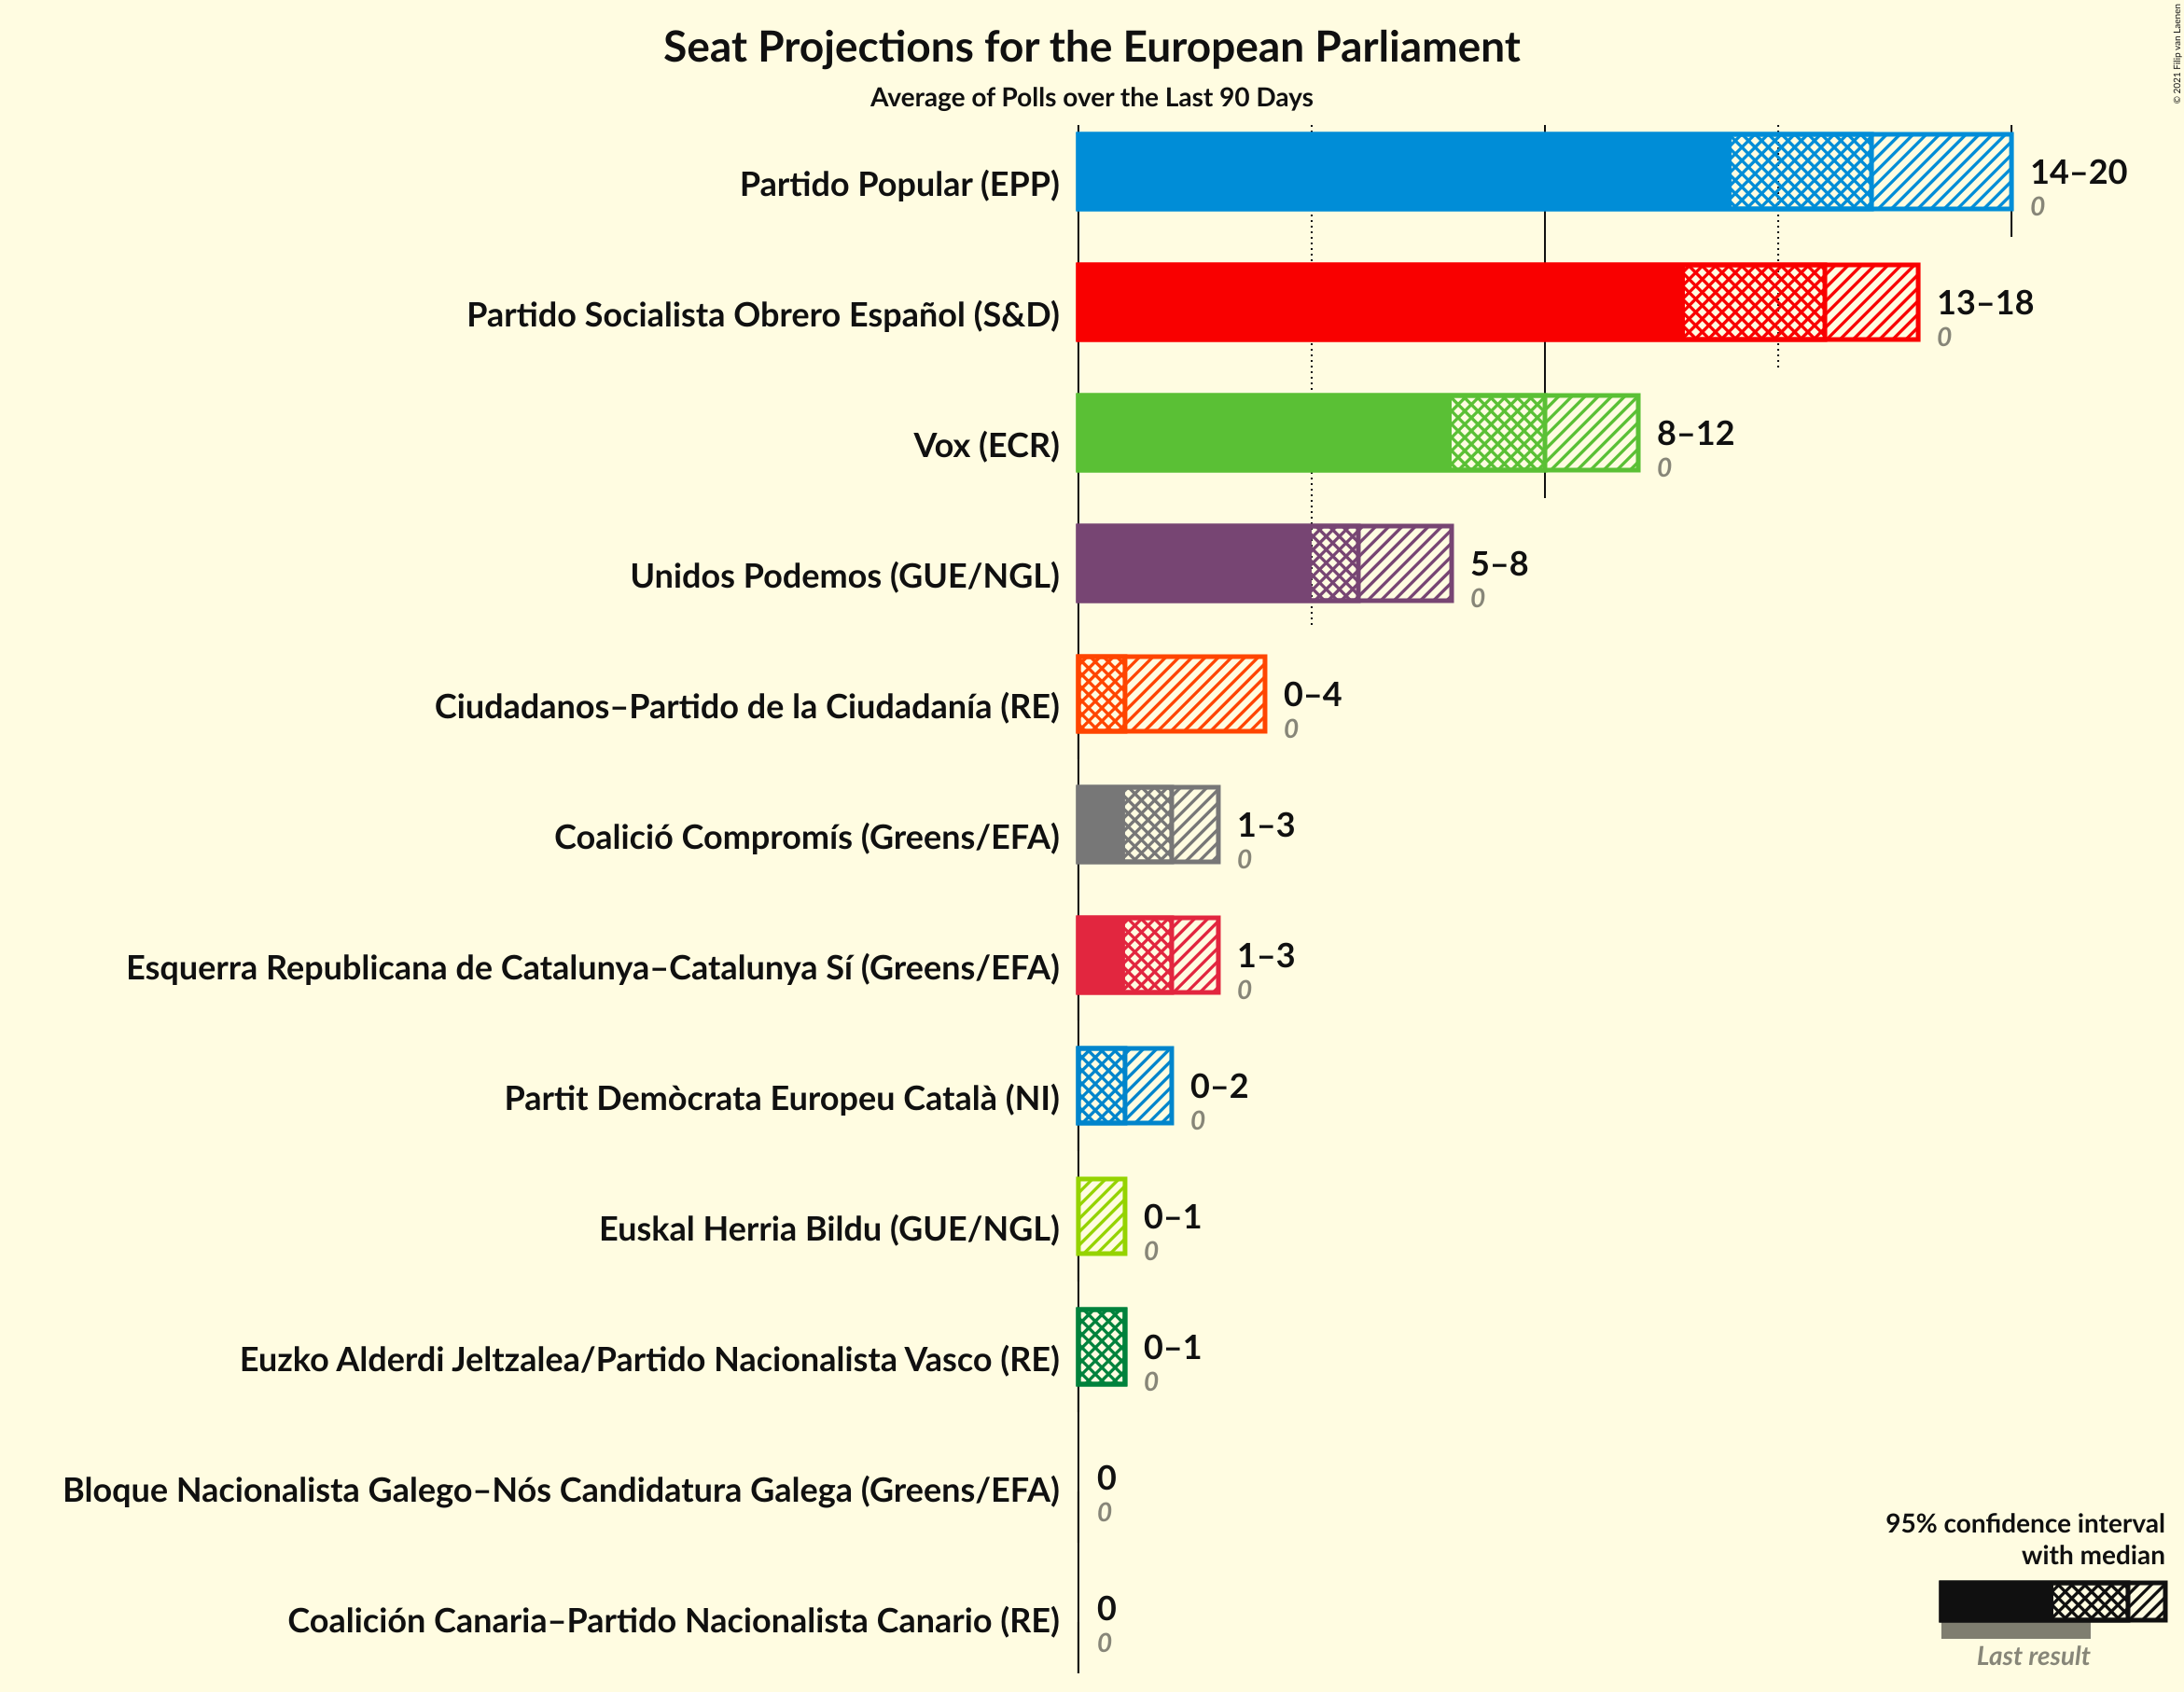 Seat Projections for the European Parliament
Average of Polls over the Last 90 Days
© 2021 Filip van Laenen
Partido Popular (EPP)
14–20
0
Partido Socialista Obrero Español (S&D)
13–18
0
Vox (ECR)
8–12
0
Unidos Podemos (GUE/NGL)
5–8
0
Ciudadanos–Partido de la Ciudadanía (RE)
0–4
0
Coalició Compromís (Greens/EFA)
1–3
0
Esquerra Republicana de Catalunya–Catalunya Sí (Greens/EFA)
1–3
0
Partit Demòcrata Europeu Català (NI)
0–2
0
Euskal Herria Bildu (GUE/NGL)
0–1
0
Euzko Alderdi Jeltzalea/Partido Nacionalista Vasco (RE)
0–1
0
Bloque Nacionalista Galego–Nós Candidatura Galega (Greens/EFA)
0
0
Coalición Canaria–Partido Nacionalista Canario (RE)
0
0
95% confidence interval
with median
Last result